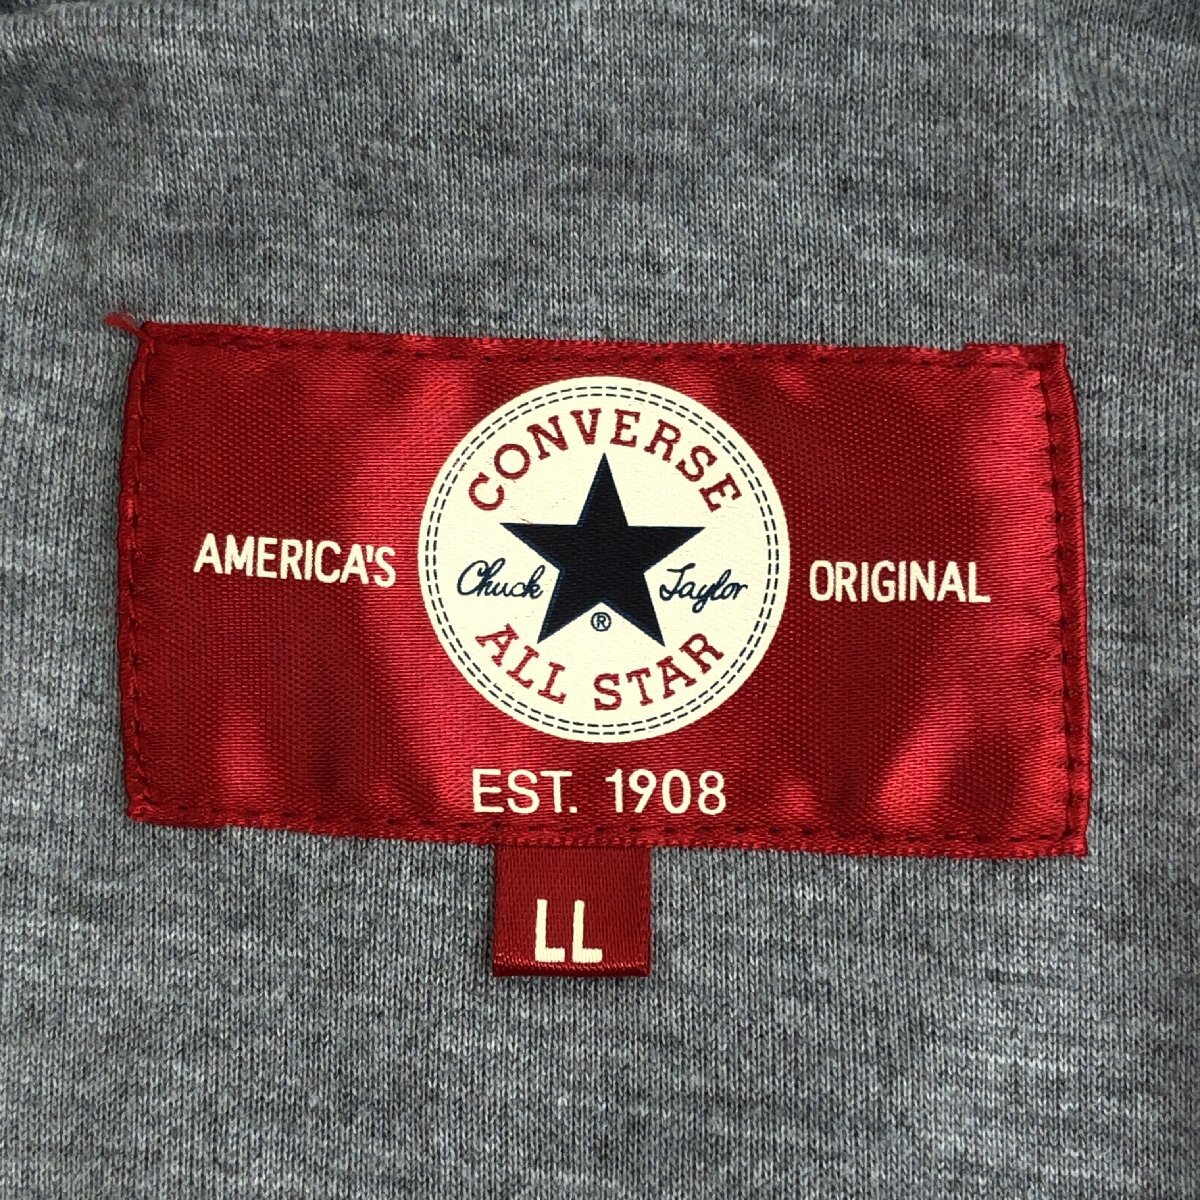 CONVERSE
AMERICA'S
Chuck Taylor
ORIGINAL
®
ALL STAR
EST. 1908
LL